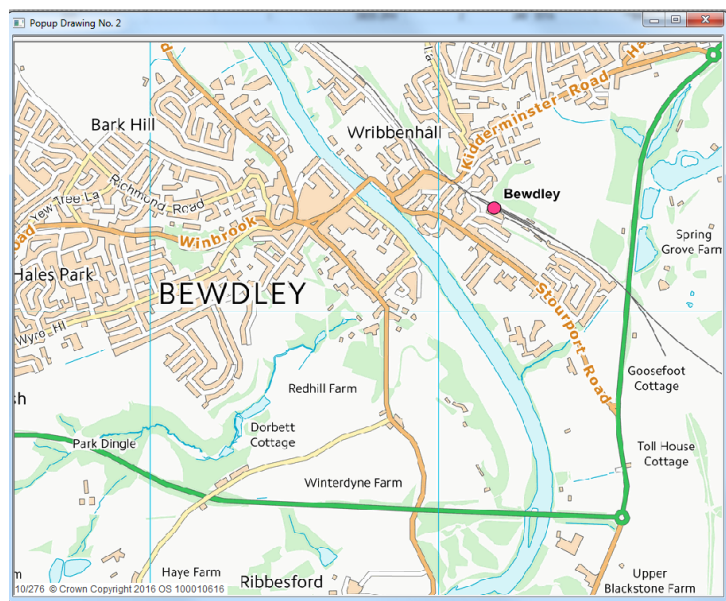 Popup Drawing No. 2
Bark Hill
Wribbenhall
Kidderminster Road
Bewdley
Richmond Road
Yew Tree La
Winbrook
Spring
Grove Farm
Hales Park
BEWDLEY
Stourport Road
Wyre Hl
Goosefoot
Cottage
Redhill Farm
Dorbett
Cottage
Park Dingle
Toll House
Cottage
Winterdyne Farm
Haye Farm
Ribbesford
Upper
Blackstone Farm
10/276 © Crown Copyright 2016 OS 100010616